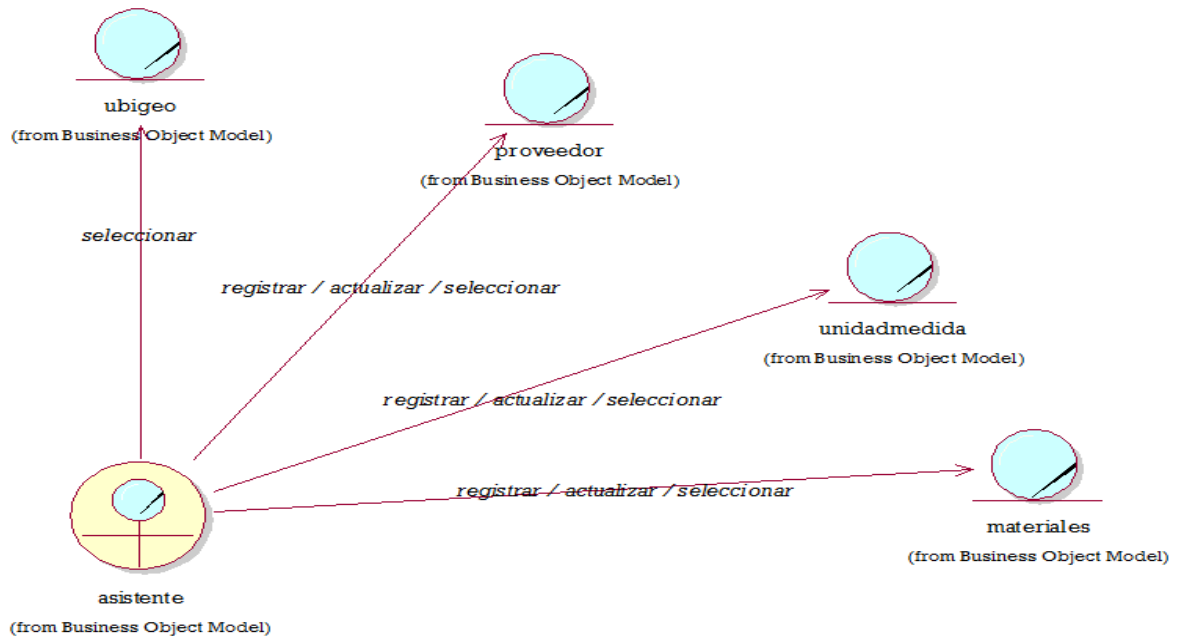 ubigeo
(from Business Object Model)
proveedor
(from Business Object Model)
seleccionar
registrar / actualizar / seleccionar
unidadmedida
(from Business Object Model)
registrar / actualizar / seleccionar
registrar / actualizar / seleccionar
materiales
(from Business Object Model)
asistente
(from Business Object Model)